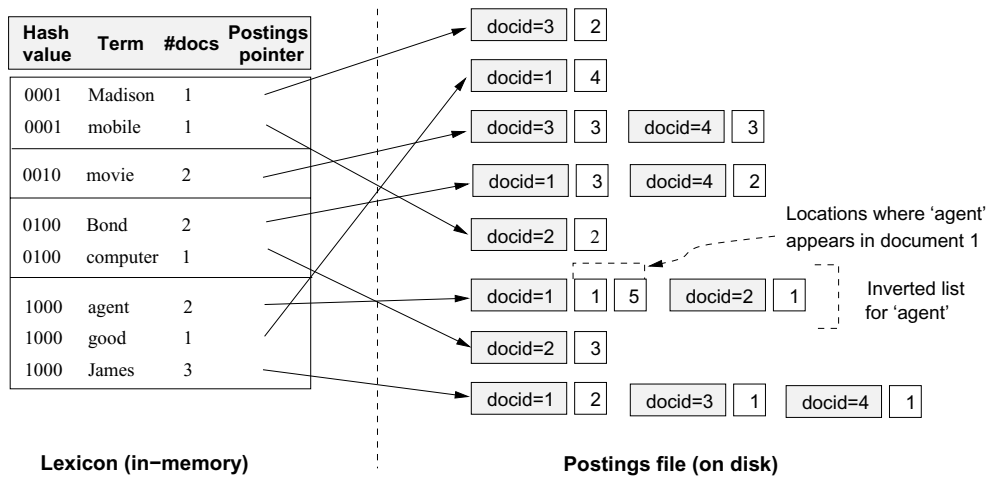 Hash value Term #docs Postings pointer
0001 Madison 1
0001 mobile 1
0010 movie 2
0100 Bond 2
0100 computer 1
1000 agent 2
1000 good 1
1000 James 3
Lexicon (in−memory)
docid=3 2
docid=1 4
docid=3 3 docid=4 3
docid=1 3 docid=4 2
docid=2 2
Locations where ‘agent’
appears in document 1
docid=1 1 5 docid=2 1
Inverted list
for ‘agent’
docid=2 3
docid=1 2 docid=3 1 docid=4 1
Postings file (on disk)